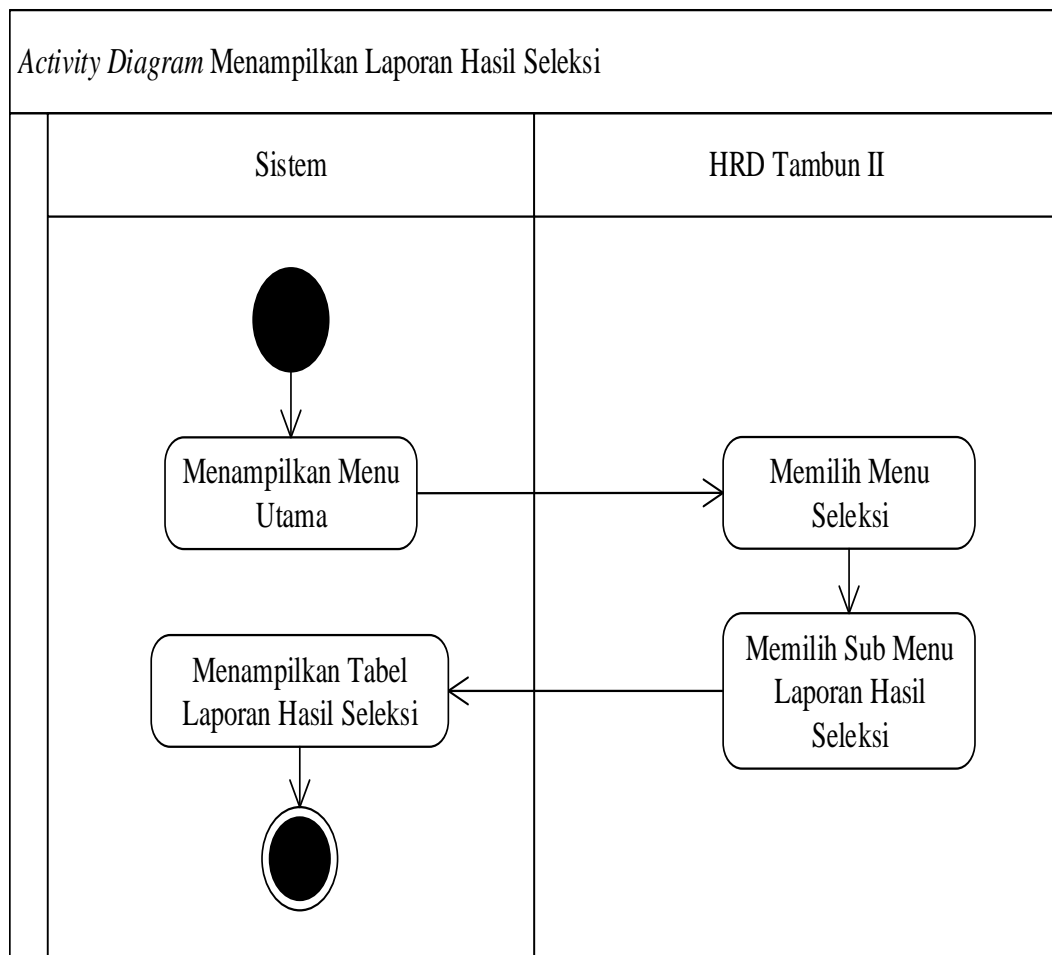 Activity Diagram Menampilkan Laporan Hasil Seleksi
Sistem
HRD Tambun II
Menampilkan Menu
Utama
Memilih Menu
Seleksi
Menampilkan Tabel
Laporan Hasil Seleksi
Memilih Sub Menu
Laporan Hasil
Seleksi